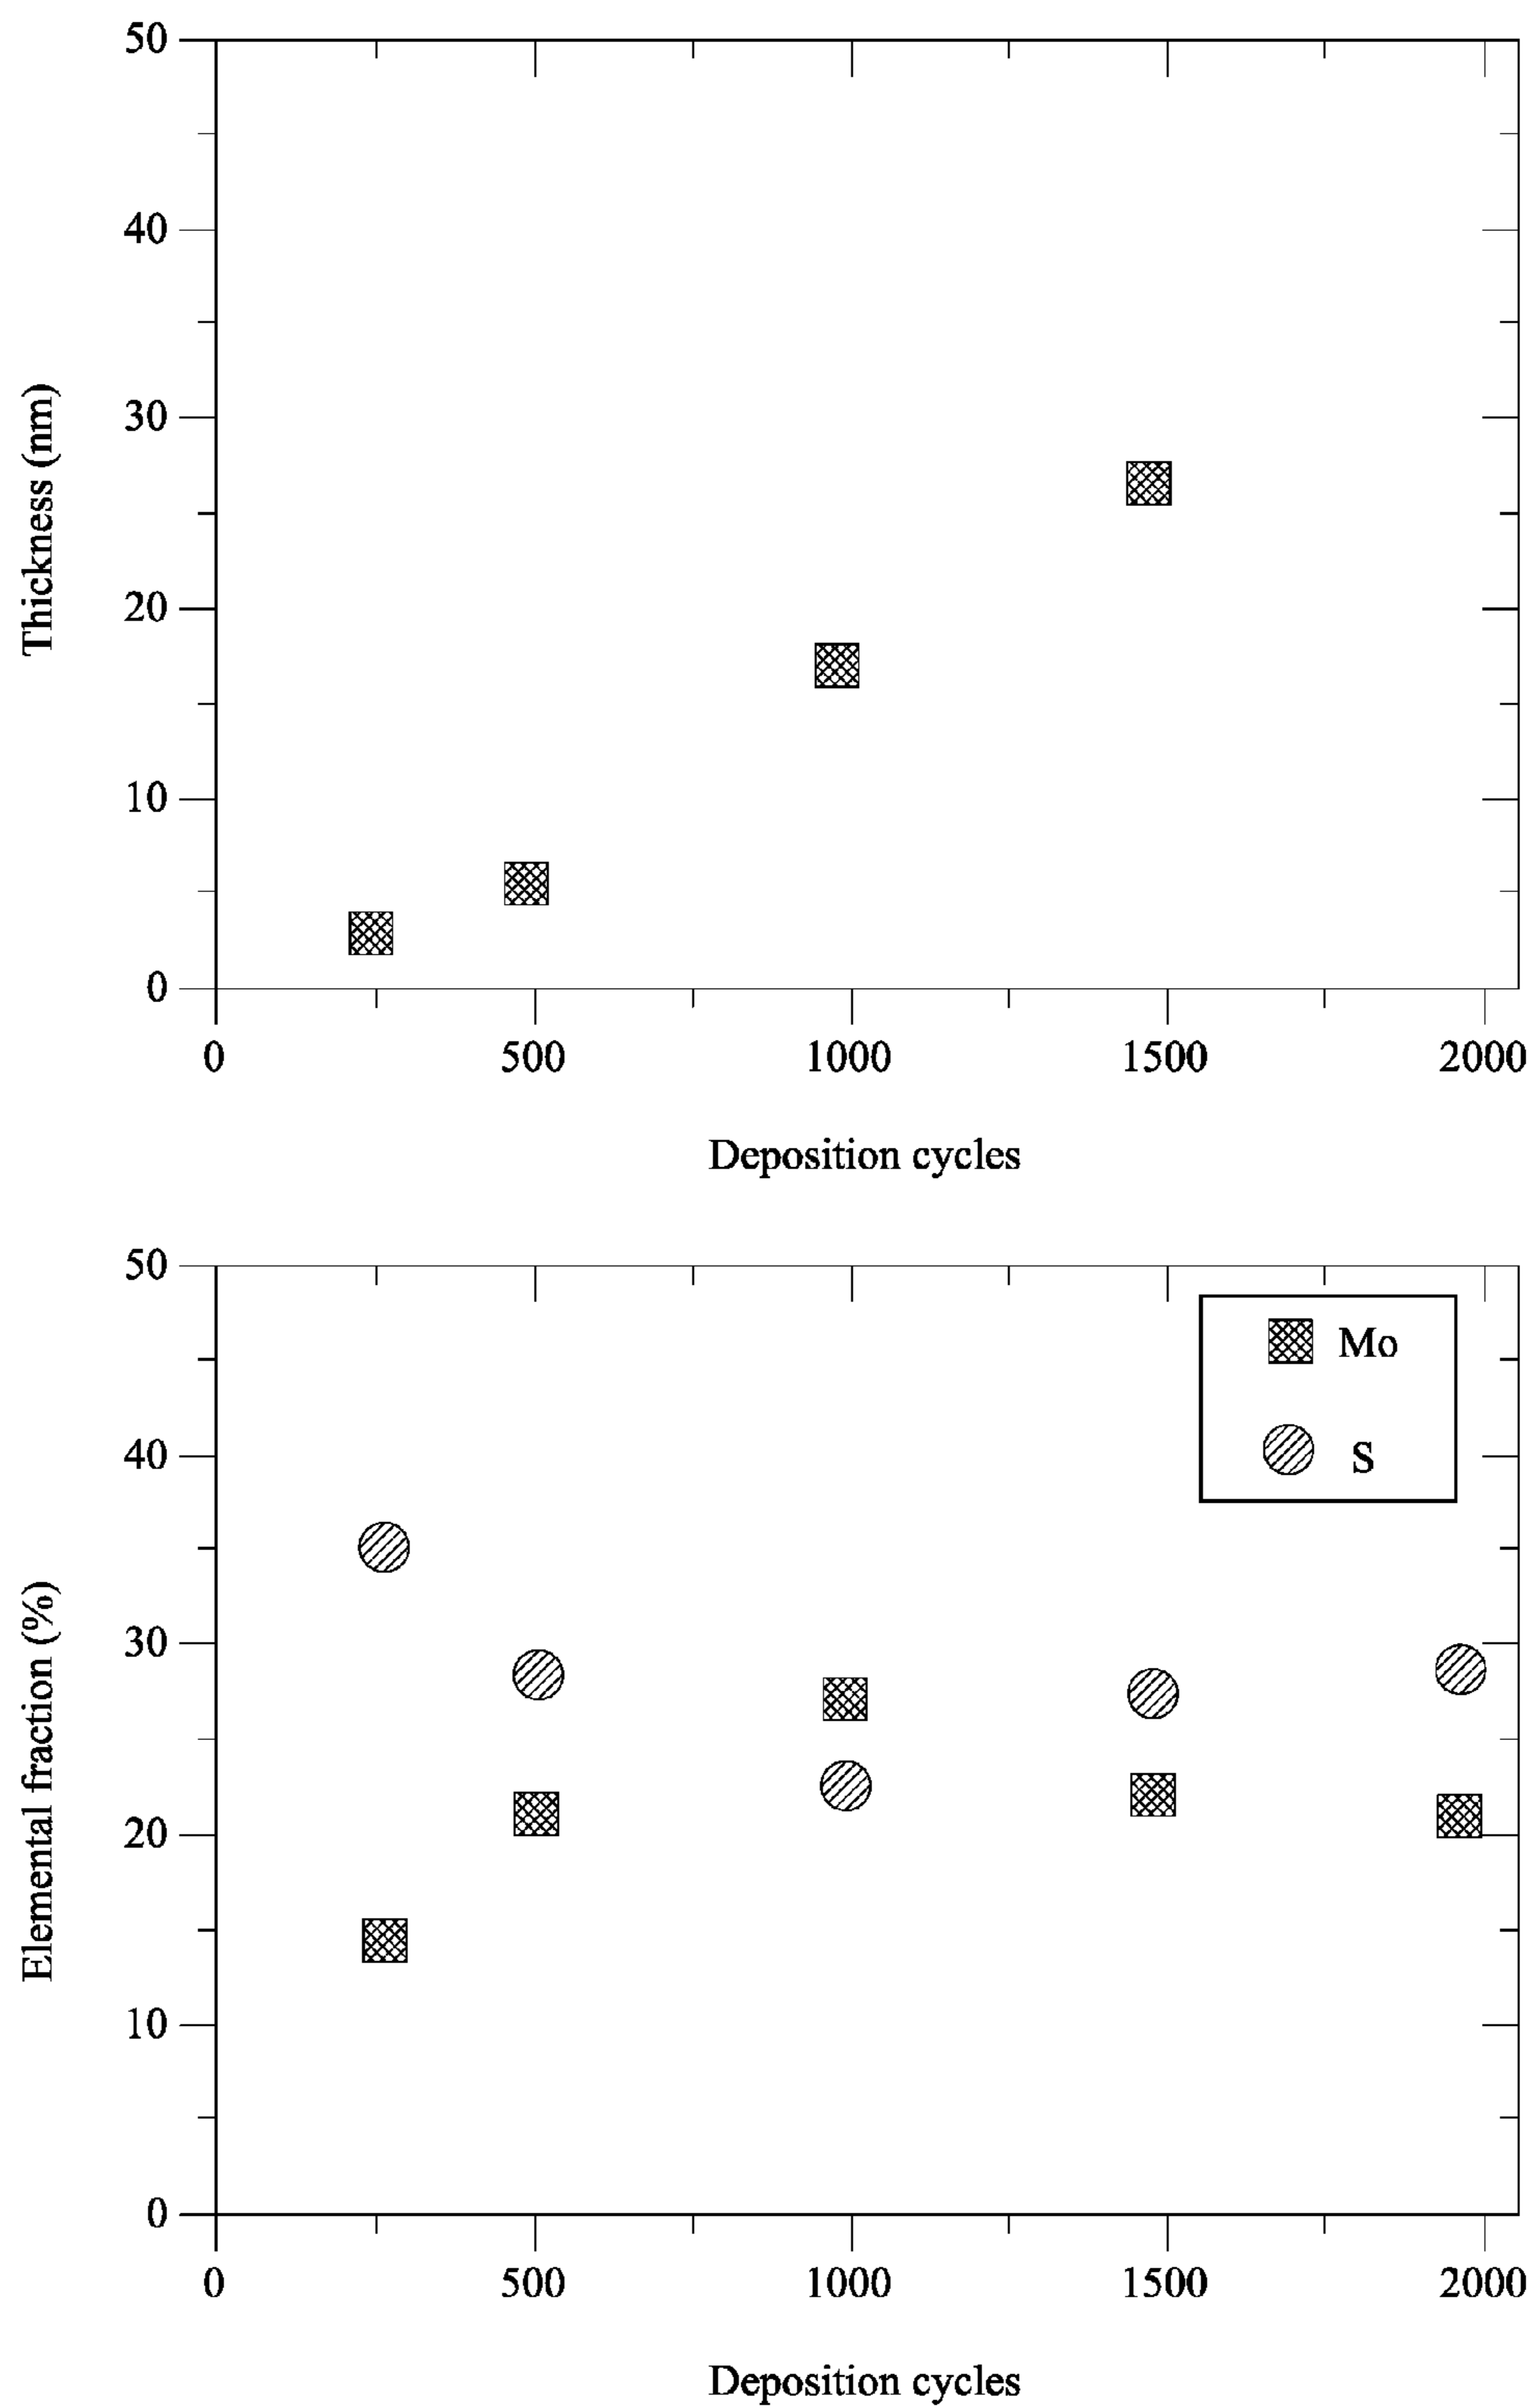 50
40
30
20
10
0
Thickness (nm)
0 500 1000 1500 2000
Deposition cycles
50
40
30
20
10
0
Elemental fraction (%)
Mo
S
0 500 1000 1500 2000
Deposition cycles